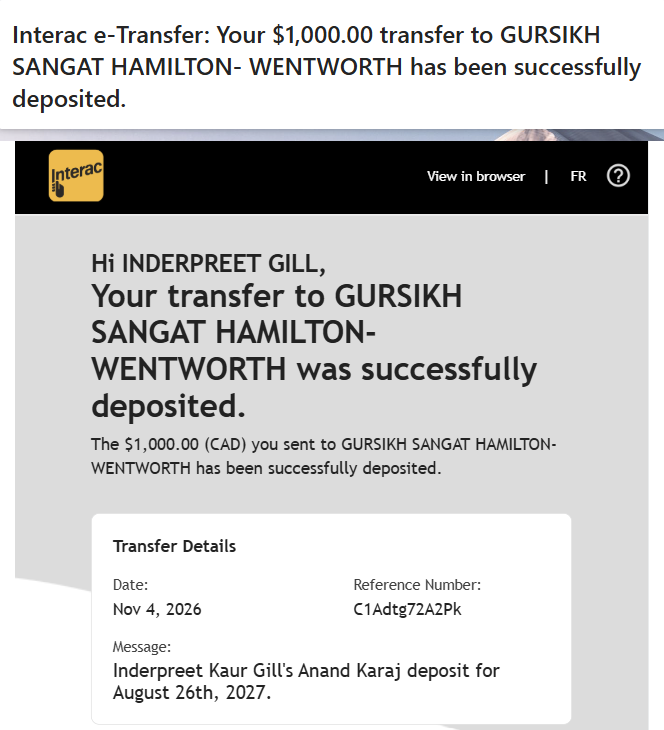 Interac e-Transfer: Your $1,000.00 transfer to GURSIKH
SANGAT HAMILTON- WENTWORTH has been successfully
deposited.
Interac
View in browser | FR ?
Hi INDERPREET GILL,
Your transfer to GURSIKH
SANGAT HAMILTON-
WENTWORTH was successfully
deposited.
The $1,000.00 (CAD) you sent to GURSIKH SANGAT HAMILTON-
WENTWORTH has been successfully deposited.
Transfer Details
Date: Reference Number:
Nov 4, 2026 C1Adtg72A2Pk
Message:
Inderpreet Kaur Gill's Anand Karaj deposit for
August 26th, 2027.